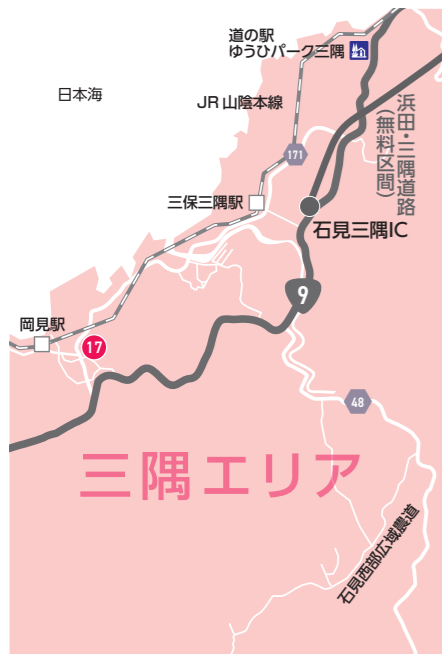 道の駅
ゆうひパーク三隅
日本海
JR山陰本線
浜田・三隅道路
(無料区間)
171
三保三隅駅
石見三隅IC
9
岡見駅
17
48
三隅エリア
石見西部広域農道